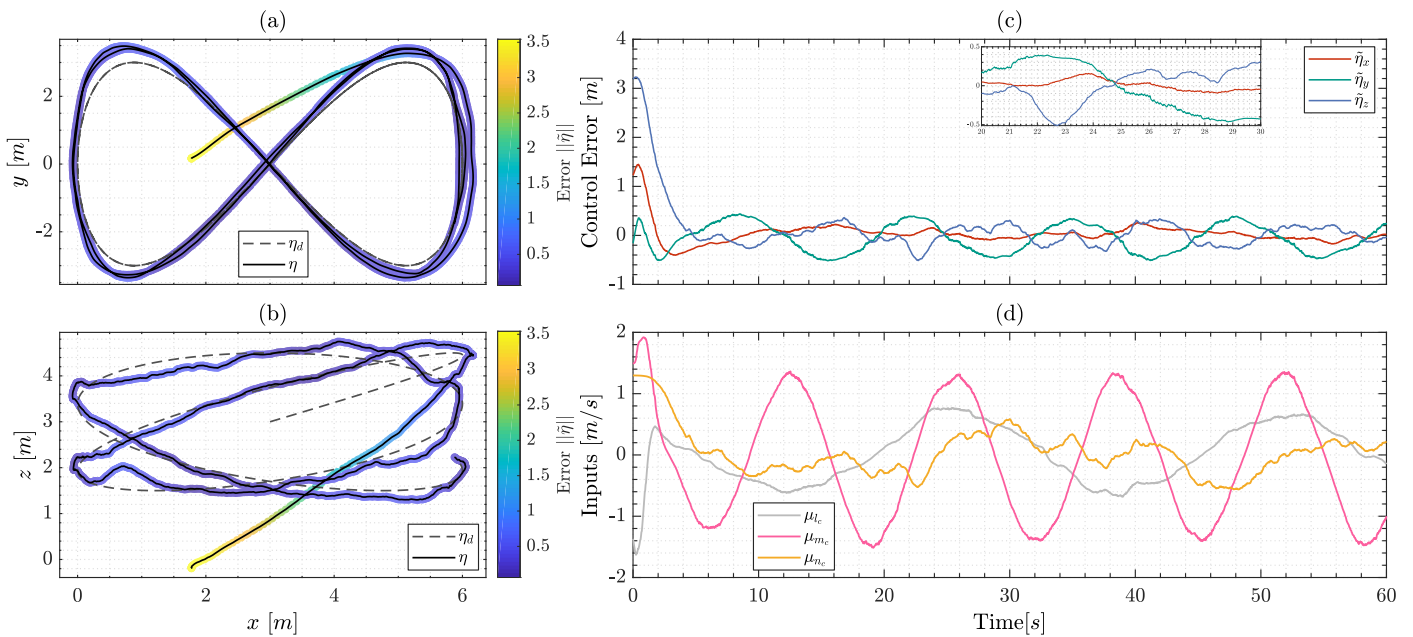 (a)
2
0
-2
y [m]
η_d
η
3.5
3
2.5
2
1.5
1
0.5
Error ||η̃||
(b)
4
3
2
1
0
z [m]
0
2
4
6
x [m]
η_d
η
3.5
3
2.5
2
1.5
1
0.5
Error ||η̃||
(c)
4
3
2
1
0
-1
Control Error [m]
0.5
0
-0.5
20 21 22 23 24 25 26 27 28 29 30
η̃_x
η̃_y
η̃_z
(d)
2
1
0
-1
-2
Inputs [m/s]
μ_{l_c}
μ_{m_c}
μ_{n_c}
0 10 20 30 40 50 60
Time[s]